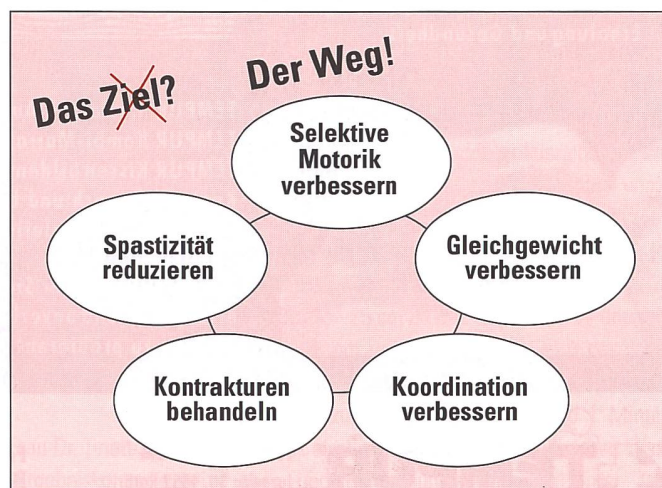 Das Ziel?
Der Weg!
Selektive
Motorik
verbessern
Gleichgewicht
verbessern
Koordination
verbessern
Kontrakturen
behandeln
Spastizität
reduzieren